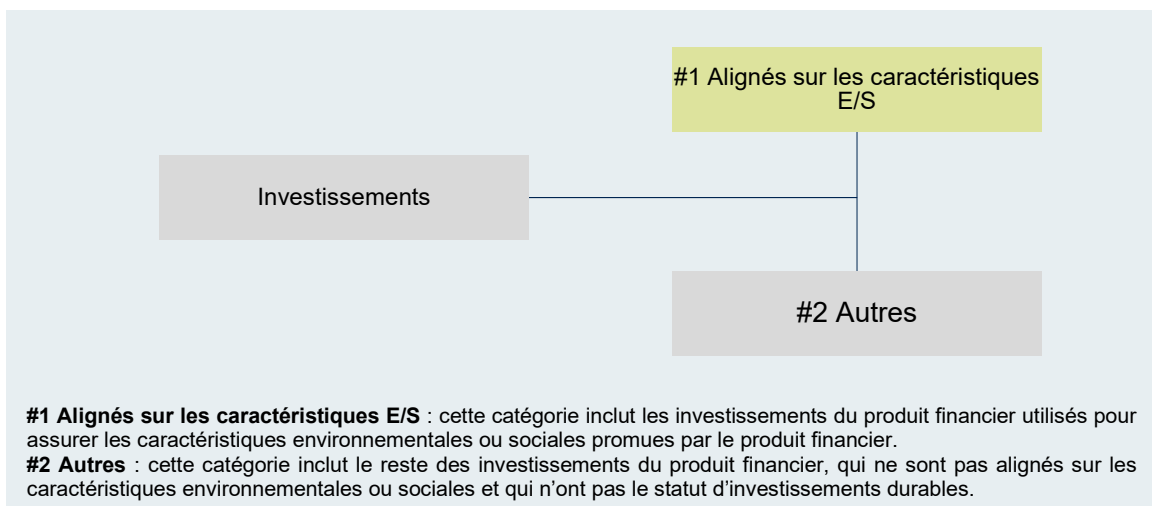 #1 Alignés sur les caractéristiques
E/S
Investissements
#2 Autres
#1 Alignés sur les caractéristiques E/S : cette catégorie inclut les investissements du produit financier utilisés pour
assurer les caractéristiques environnementales ou sociales promues par le produit financier.
#2 Autres : cette catégorie inclut le reste des investissements du produit financier, qui ne sont pas alignés sur les
caractéristiques environnementales ou sociales et qui n’ont pas le statut d’investissements durables.